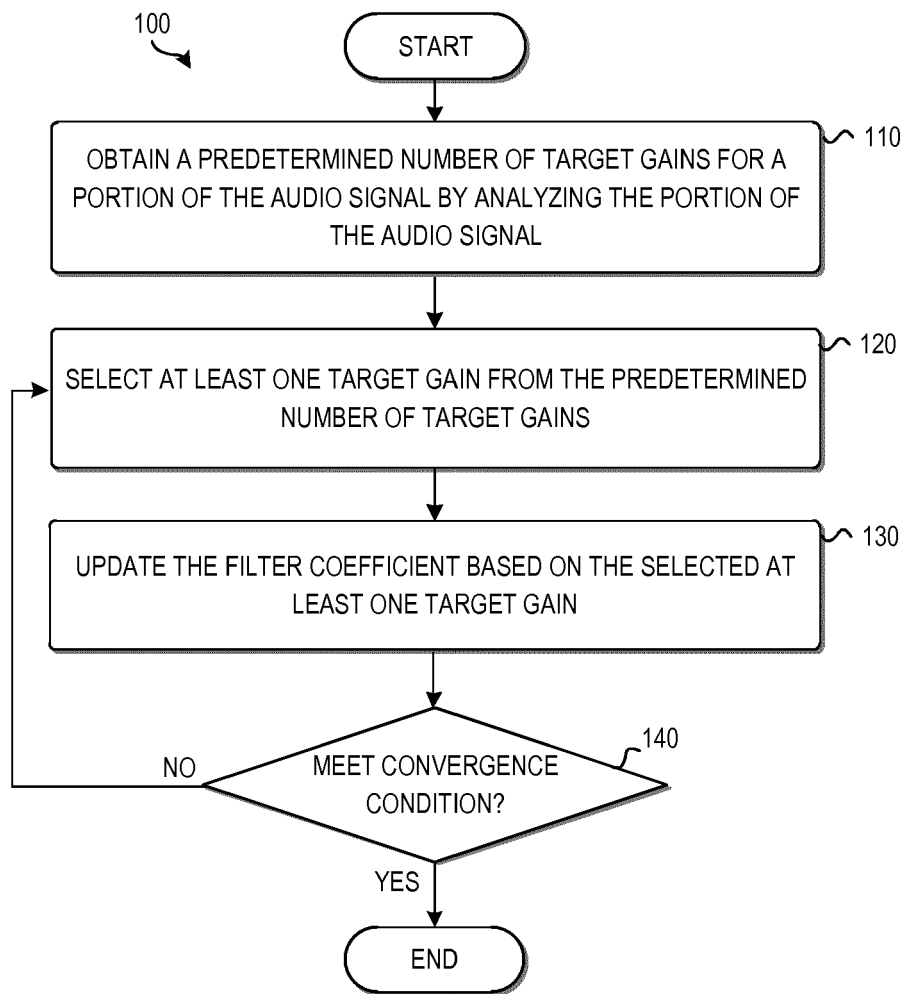 100
START
110
OBTAIN A PREDETERMINED NUMBER OF TARGET GAINS FOR A
PORTION OF THE AUDIO SIGNAL BY ANALYZING THE PORTION OF
THE AUDIO SIGNAL
120
SELECT AT LEAST ONE TARGET GAIN FROM THE PREDETERMINED
NUMBER OF TARGET GAINS
130
UPDATE THE FILTER COEFFICIENT BASED ON THE SELECTED AT
LEAST ONE TARGET GAIN
140
MEET CONVERGENCE
CONDITION?
NO
YES
END